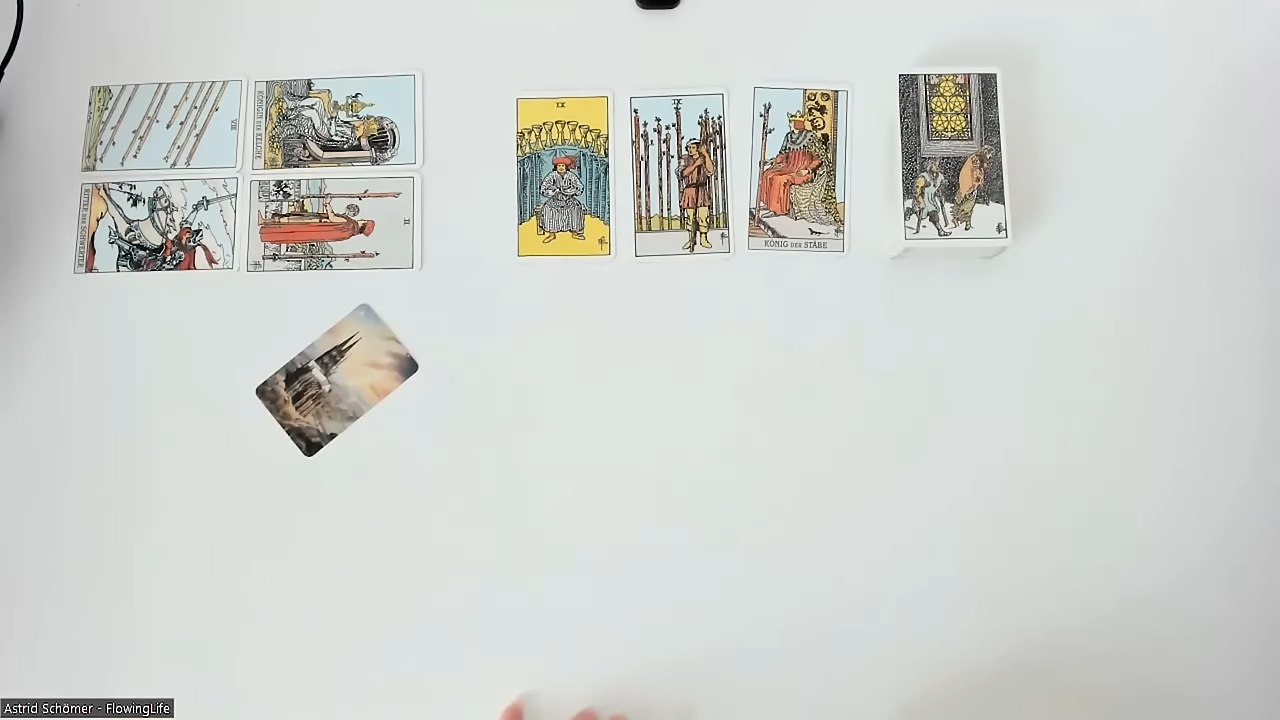 VIII
KÖNIGIN DER KELCHE
RITTER DER SCHWERTER
II
IX
IX
KÖNIG DER STÄBE
Astrid Schömer - FlowingLife